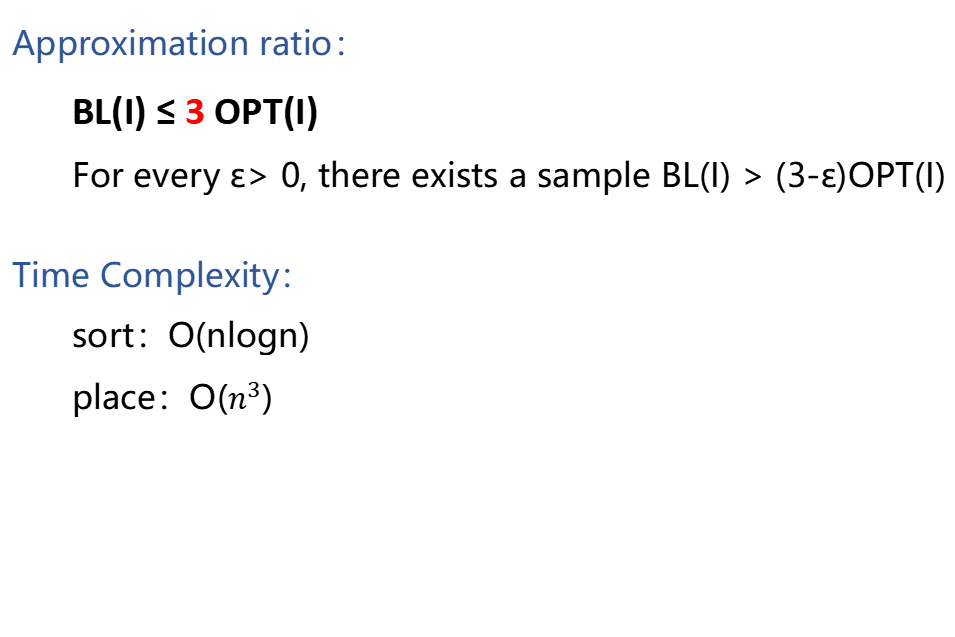 Approximation ratio：
BL(I) ≤ 3 OPT(I)
For every ε> 0, there exists a sample BL(I) > (3-ε)OPT(I)
Time Complexity：
sort：O(nlogn)
place：O(n³)